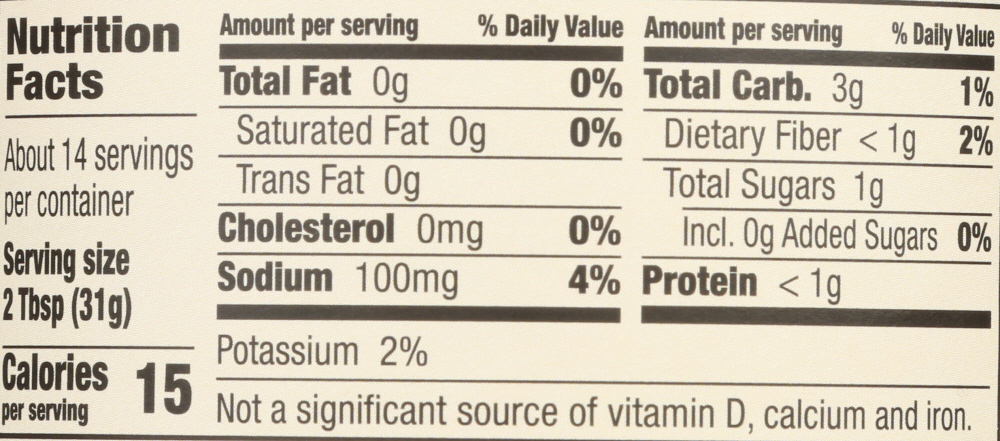 Nutrition
Facts
About 14 servings
per container
Serving size
2 Tbsp (31g)
Calories 15
per serving
Amount per serving % Daily Value
Total Fat 0g 0%
Saturated Fat 0g 0%
Trans Fat 0g
Cholesterol 0mg 0%
Sodium 100mg 4%
Amount per serving % Daily Value
Total Carb. 3g 1%
Dietary Fiber < 1g 2%
Total Sugars 1g
Incl. 0g Added Sugars 0%
Protein < 1g
Potassium 2%
Not a significant source of vitamin D, calcium and iron.